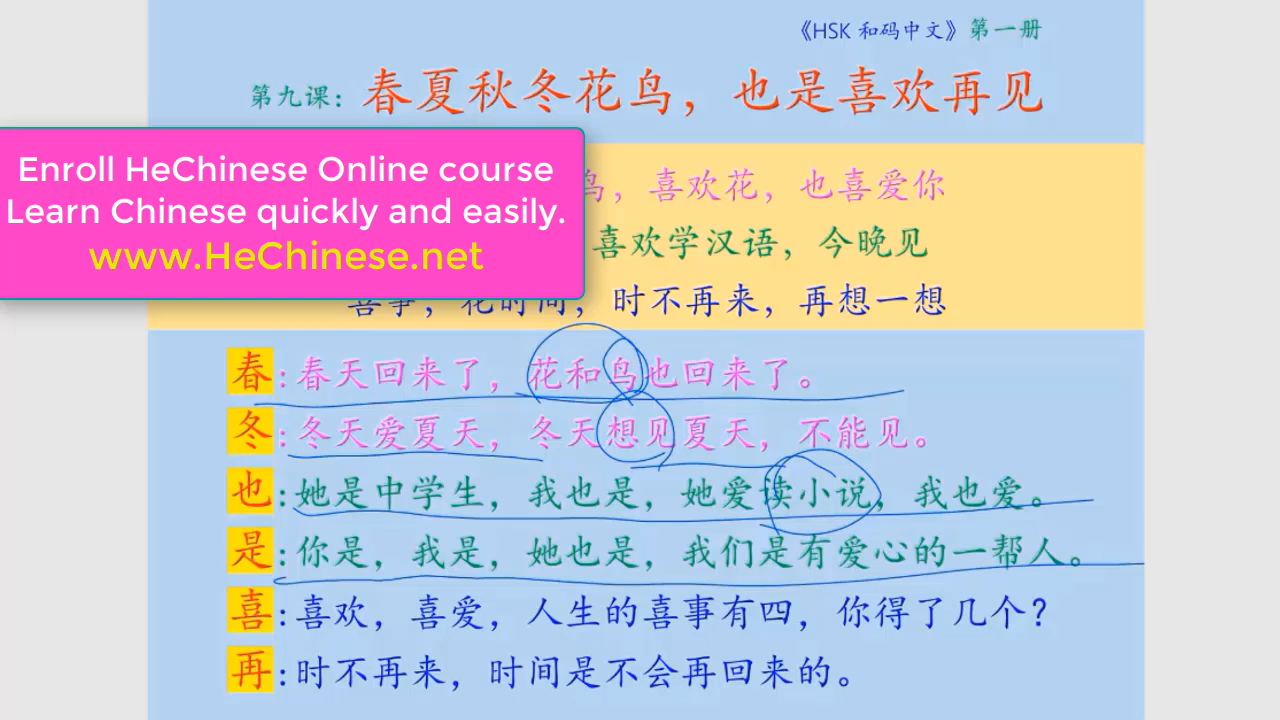 《HSK 和码中文》第一册
第九课：春夏秋冬花鸟，也是喜欢再见
Enroll HeChinese Online course
Learn Chinese quickly and easily.
www.HeChinese.net
鸟，喜欢花，也喜爱你
喜欢学汉语，今晚见
喜事，花时间，时不再来，再想一想
春：春天回来了，花和鸟也回来了。
冬：冬天爱夏天，冬天想见夏天，不能见。
也：她是中学生，我也是，她爱读小说，我也爱。
是：你是，我是，她也是，我们是有爱心的一帮人。
喜：喜欢，喜爱，人生的喜事有四，你得了几个？
再：时不再来，时间是不会再回来的。